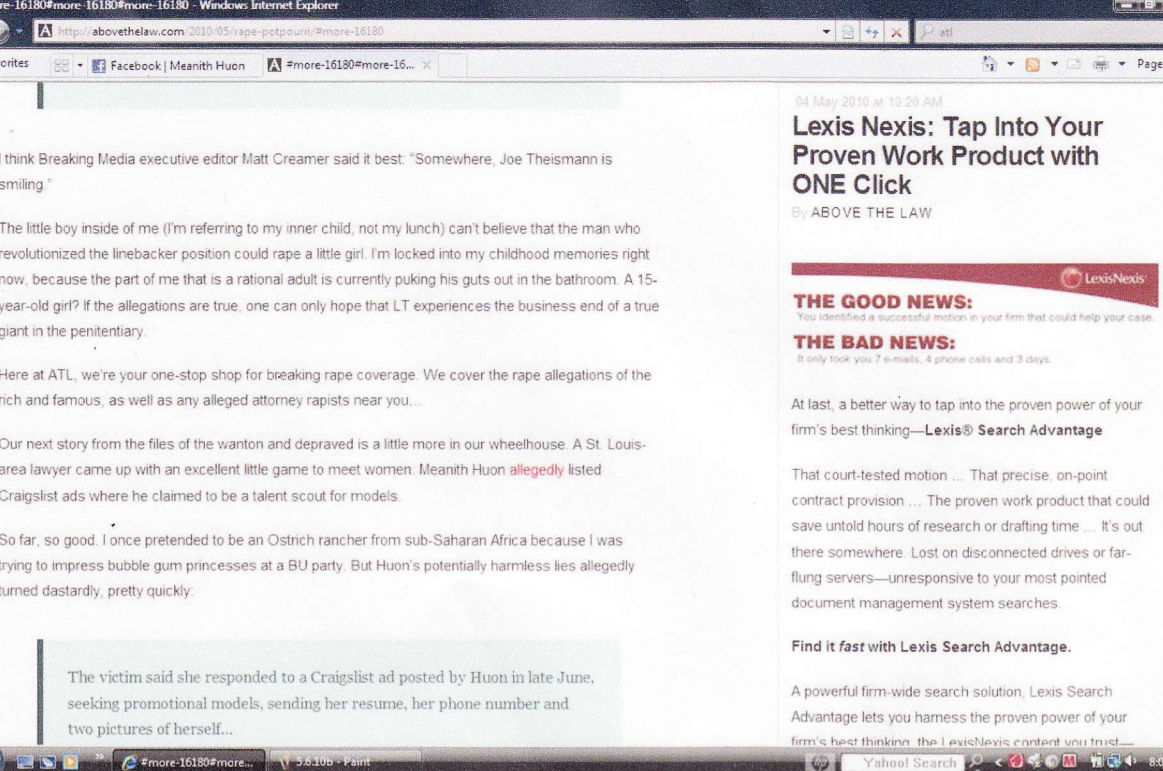 re-16180#more-16180#more-16180 - Windows Internet Explorer
http://abovethelaw.com/2010/05/rape-potpourri/#more-16180
atl
orites
Facebook | Meanith Huon
#more-16180#more-16...
Page
I think Breaking Media executive editor Matt Creamer said it best: “Somewhere, Joe Theismann is
smiling.”
The little boy inside of me (I'm referring to my inner child, not my lunch) can't believe that the man who
revolutionized the linebacker position could rape a little girl. I'm locked into my childhood memories right
now, because the part of me that is a rational adult is currently puking his guts out in the bathroom. A 15-
year-old girl? If the allegations are true, one can only hope that LT experiences the business end of a true
giant in the penitentiary.
Here at ATL, we're your one-stop shop for breaking rape coverage. We cover the rape allegations of the
rich and famous, as well as any alleged attorney rapists near you...
Our next story from the files of the wanton and depraved is a little more in our wheelhouse. A St. Louis-
area lawyer came up with an excellent little game to meet women. Meanith Huon allegedly listed
Craigslist ads where he claimed to be a talent scout for models.
So far, so good. I once pretended to be an Ostrich rancher from sub-Saharan Africa because I was
trying to impress bubble gum princesses at a BU party. But Huon's potentially harmless lies allegedly
turned dastardly, pretty quickly:
The victim said she responded to a Craigslist ad posted by Huon in late June,
seeking promotional models, sending her resume, her phone number and
two pictures of herself...
04 May 2010 at 10:20 AM
Lexis Nexis: Tap Into Your
Proven Work Product with
ONE Click
By ABOVE THE LAW
LexisNexis
THE GOOD NEWS:
You identified a successful motion in your firm that could help your case.
THE BAD NEWS:
It only took you 7 e-mails, 4 phone calls and 3 days.
At last, a better way to tap into the proven power of your
firm's best thinking—Lexis® Search Advantage
That court-tested motion ... That precise, on-point
contract provision ... The proven work product that could
save untold hours of research or drafting time ... It's out
there somewhere. Lost on disconnected drives or far-
flung servers—unresponsive to your most pointed
document management system searches.
Find it fast with Lexis Search Advantage.
A powerful firm-wide search solution, Lexis Search
Advantage lets you harness the proven power of your
firm's best thinking, the LexisNexis content you trust—
#more-16180#more...
5.6.10b - Paint
hp
Yahoo! Search
8:0